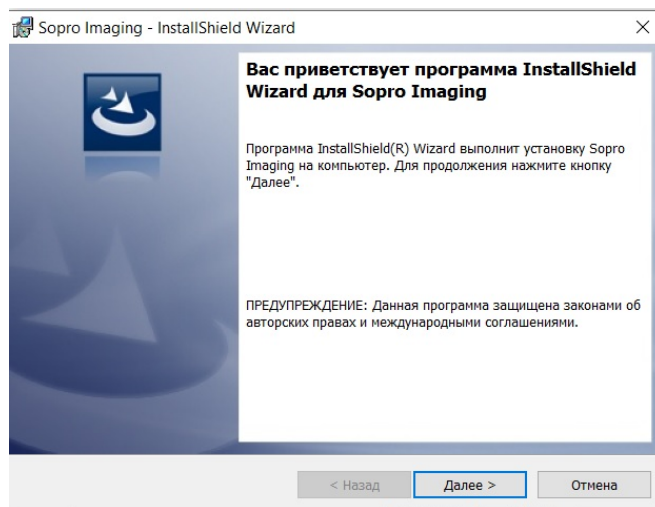 Sopro Imaging - InstallShield Wizard
Вас приветствует программа InstallShield
Wizard для Sopro Imaging
Программа InstallShield(R) Wizard выполнит установку Sopro
Imaging на компьютер. Для продолжения нажмите кнопку
"Далее".
ПРЕДУПРЕЖДЕНИЕ: Данная программа защищена законами об
авторских правах и международными соглашениями.
< Назад
Далее >
Отмена